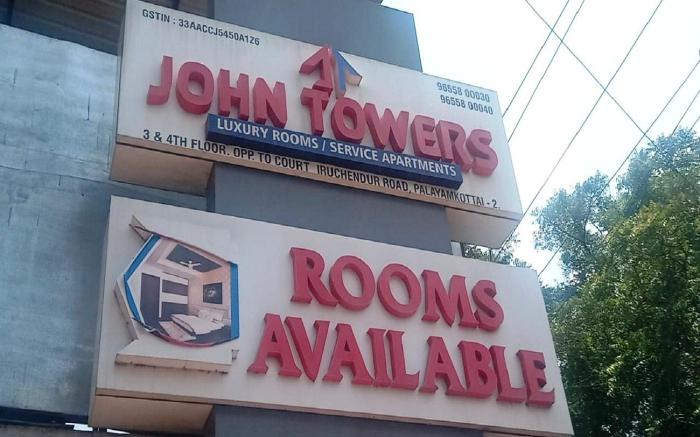 GSTIN : 33AACCJ5450A1Z6
JOHN TOWERS
96558 00030
96558 00040
LUXURY ROOMS / SERVICE APARTMENTS
3 & 4TH FLOOR. OPP. TO COURT IRUCHENDUR ROAD, PALAYAMKOTTAI - 2.
ROOMS
AVAILABLE